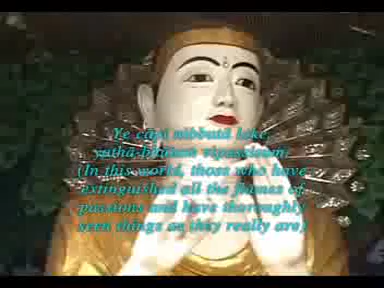 Ye cāpi nibbutā loke,
yathā-bhūtaṁ vipassisuṁ.
(In this world, those who have
extinguished all the flames of
passions and have thoroughly
seen things as they really are)